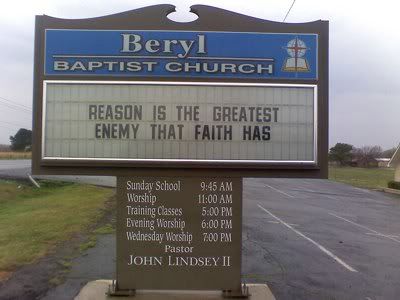 Beryl
BAPTIST CHURCH
REASON IS THE GREATEST
ENEMY THAT FAITH HAS
Sunday School 9:45 AM
Worship 11:00 AM
Training Classes 5:00 PM
Evening Worship 6:00 PM
Wednesday Worship 7:00 PM
Pastor
JOHN LINDSEY II